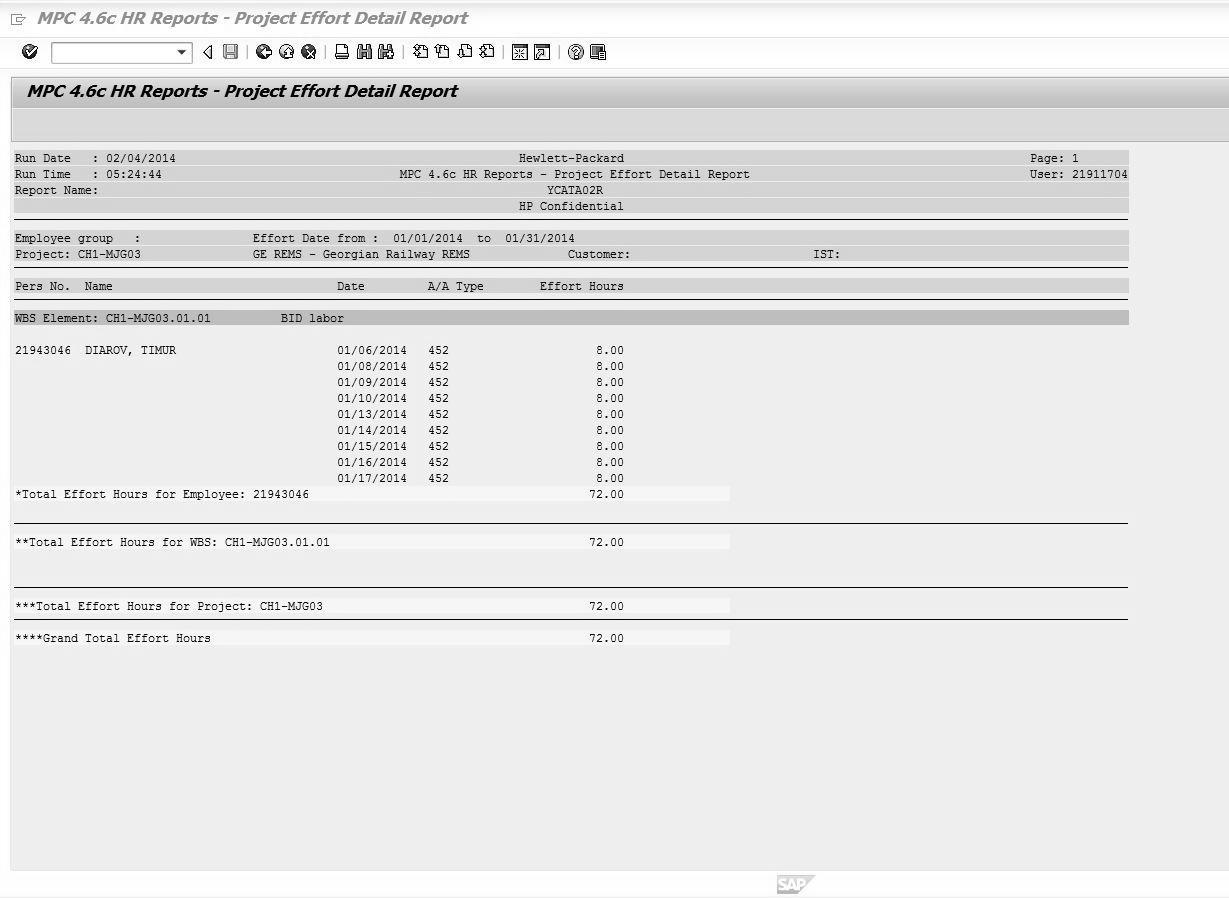 MPC 4.6c HR Reports - Project Effort Detail Report
MPC 4.6c HR Reports - Project Effort Detail Report
Run Date : 02/04/2014 Hewlett-Packard Page: 1
Run Time : 05:24:44 MPC 4.6c HR Reports - Project Effort Detail Report User: 21911704
Report Name: YCATA02R
HP Confidential
Employee group : Effort Date from : 01/01/2014 to 01/31/2014
Project: CH1-MJG03 GE REMS - Georgian Railway REMS Customer: IST:
Pers No. Name Date A/A Type Effort Hours
WBS Element: CH1-MJG03.01.01 BID labor
21943046 DIAROV, TIMUR 01/06/2014 452 8.00
01/08/2014 452 8.00
01/09/2014 452 8.00
01/10/2014 452 8.00
01/13/2014 452 8.00
01/14/2014 452 8.00
01/15/2014 452 8.00
01/16/2014 452 8.00
01/17/2014 452 8.00
*Total Effort Hours for Employee: 21943046 72.00
**Total Effort Hours for WBS: CH1-MJG03.01.01 72.00
***Total Effort Hours for Project: CH1-MJG03 72.00
****Grand Total Effort Hours 72.00
SAP